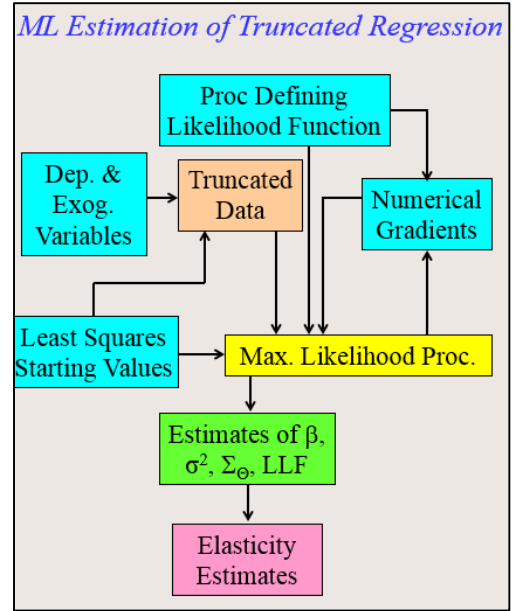 ML Estimation of Truncated Regression
Proc Defining
Likelihood Function
Dep. &
Exog.
Variables
Truncated
Data
Numerical
Gradients
Least Squares
Starting Values
Max. Likelihood Proc.
Estimates of β,
σ², Σ_Θ, LLF
Elasticity
Estimates